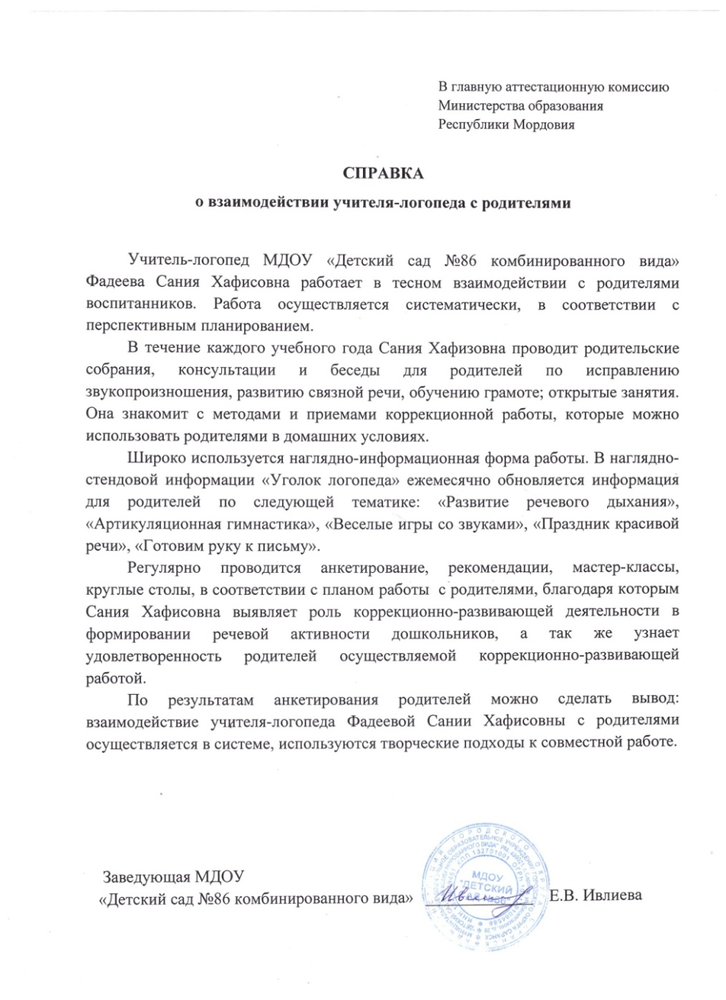 В главную аттестационную комиссию
Министерства образования
Республики Мордовия
СПРАВКА
о взаимодействии учителя-логопеда с родителями
Учитель-логопед МДОУ «Детский сад №86 комбинированного вида»
Фадеева Сания Хафисовна работает в тесном взаимодействии с родителями
воспитанников. Работа осуществляется систематически, в соответствии с
перспективным планированием.
В течение каждого учебного года Сания Хафизовна проводит родительские
собрания, консультации и беседы для родителей по исправлению
звукопроизношения, развитию связной речи, обучению грамоте; открытые занятия.
Она знакомит с методами и приемами коррекционной работы, которые можно
использовать родителями в домашних условиях.
Широко используется наглядно-информационная форма работы. В наглядно-
стендовой информации «Уголок логопеда» ежемесячно обновляется информация
для родителей по следующей тематике: «Развитие речевого дыхания»,
«Артикуляционная гимнастика», «Веселые игры со звуками», «Праздник красивой
речи», «Готовим руку к письму».
Регулярно проводится анкетирование, рекомендации, мастер-классы,
круглые столы, в соответствии с планом работы с родителями, благодаря которым
Сания Хафисовна выявляет роль коррекционно-развивающей деятельности в
формировании речевой активности дошкольников, а так же узнает
удовлетворенность родителей осуществляемой коррекционно-развивающей
работой.
По результатам анкетирования родителей можно сделать вывод:
взаимодействие учителя-логопеда Фадеевой Сании Хафисовны с родителями
осуществляется в системе, используются творческие подходы к совместной работе.
Заведующая МДОУ
«Детский сад №86 комбинированного вида» Е.В. Ивлиева
МДОУ
"ДЕТСКИЙ